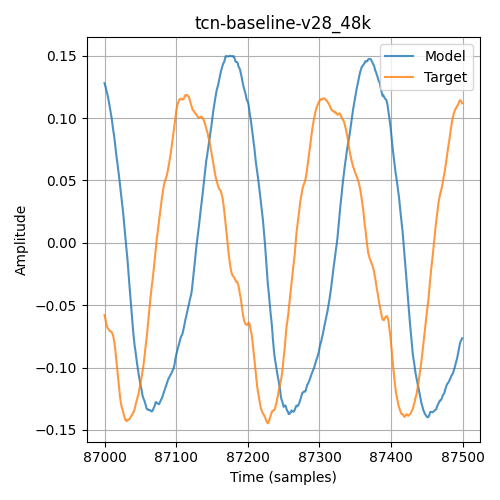 tcn-baseline-v28_48k
Model
Target
0.15
0.10
0.05
0.00
−0.05
−0.10
−0.15
Amplitude
87000
87100
87200
87300
87400
87500
Time (samples)